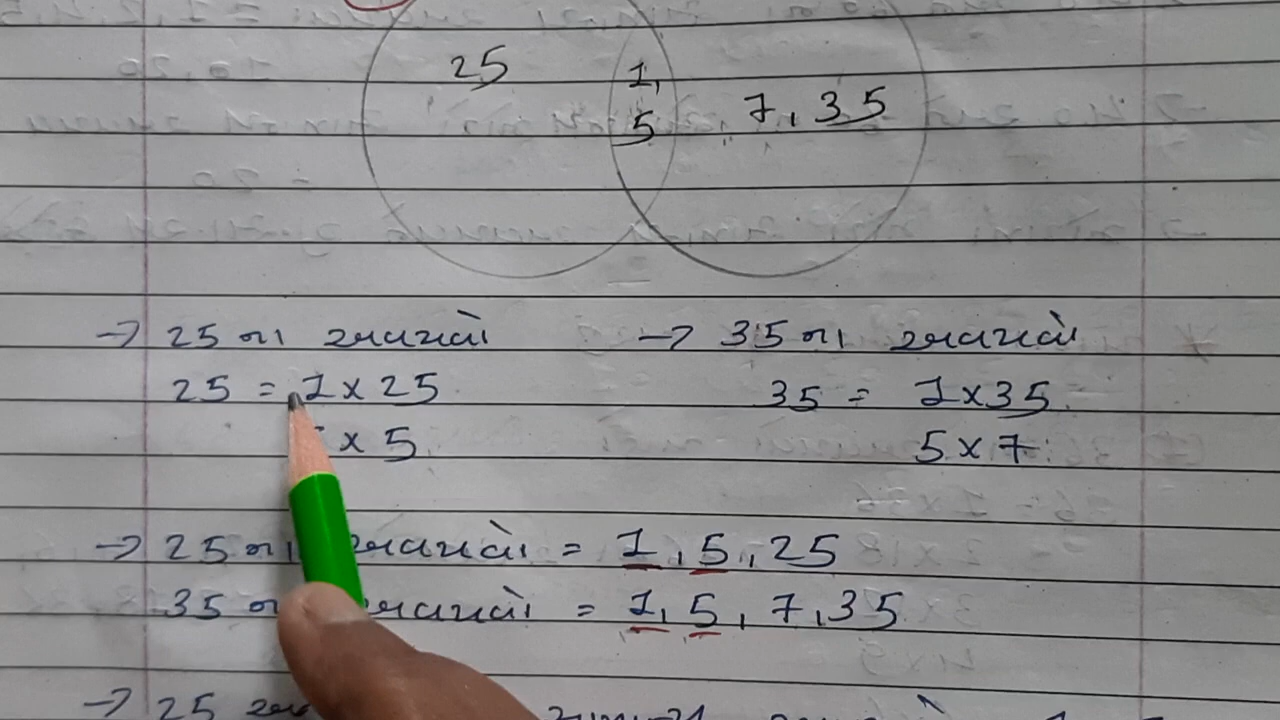 25 1, 7, 35
5
→ 25 ના અવયવો → 35 ના અવયવો
25 = 1 x 25 35 = 1 x 35
x 5 5 x 7
→ 25 ના અવયવો = 1, 5, 25
35 અવયવો = 1, 5, 7, 35
→ 25